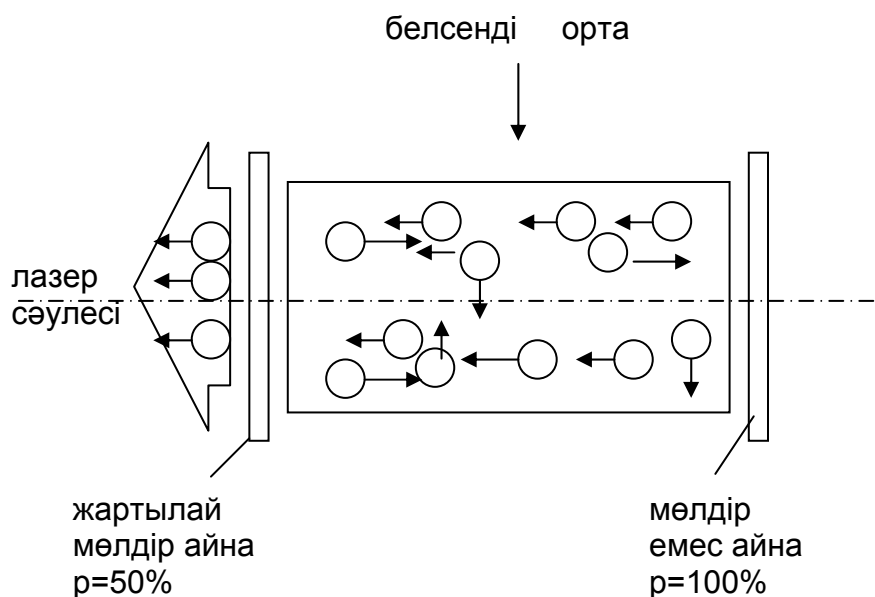 белсенді орта
лазер
сәулесі
жартылай
мөлдір айна
p=50%
мөлдір
емес айна
p=100%